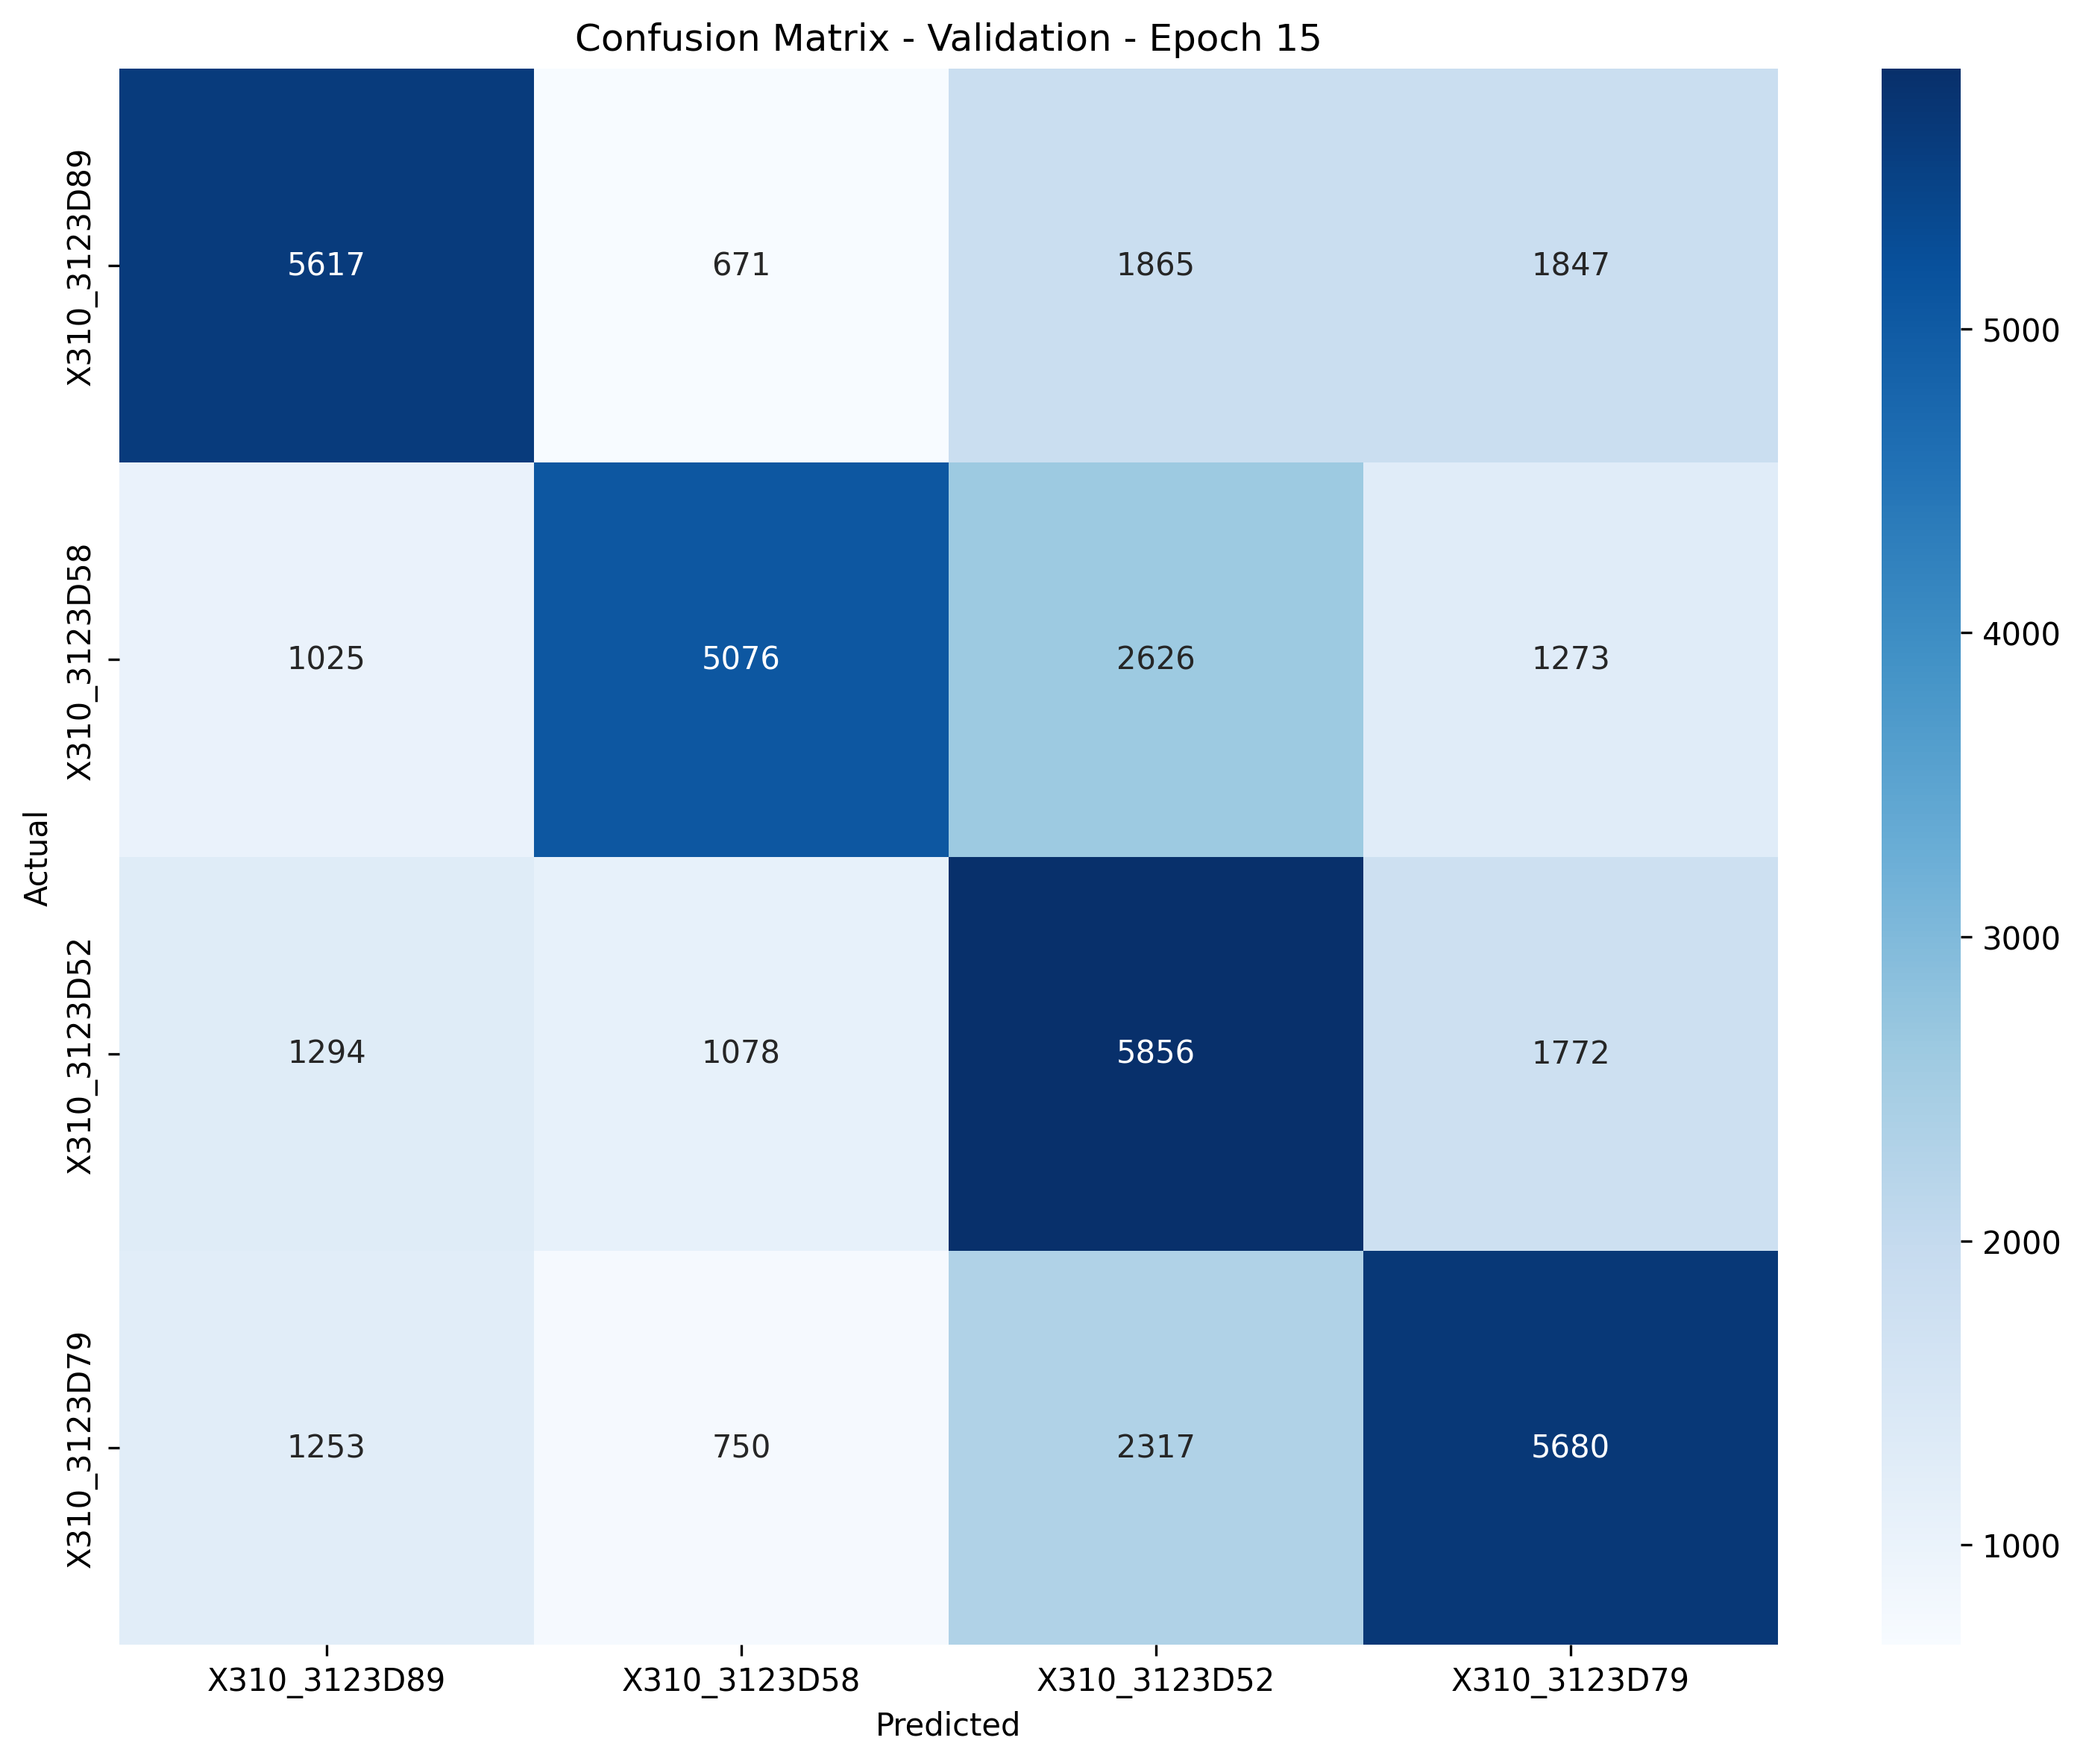 Confusion Matrix - Validation - Epoch 15
Actual
X310_3123D89
5617 671 1865 1847
X310_3123D58
1025 5076 2626 1273
X310_3123D52
1294 1078 5856 1772
X310_3123D79
1253 750 2317 5680
X310_3123D89 X310_3123D58 X310_3123D52 X310_3123D79
Predicted
5000
4000
3000
2000
1000